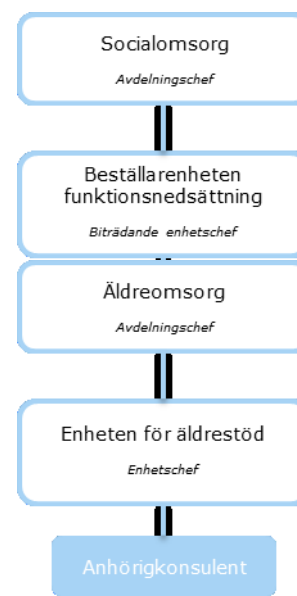 Socialomsorg
Avdelningschef
Beställarenheten
funktionsnedsättning
Biträdande enhetschef
Äldreomsorg
Avdelningschef
Enheten för äldrestöd
Enhetschef
Anhörigkonsulent